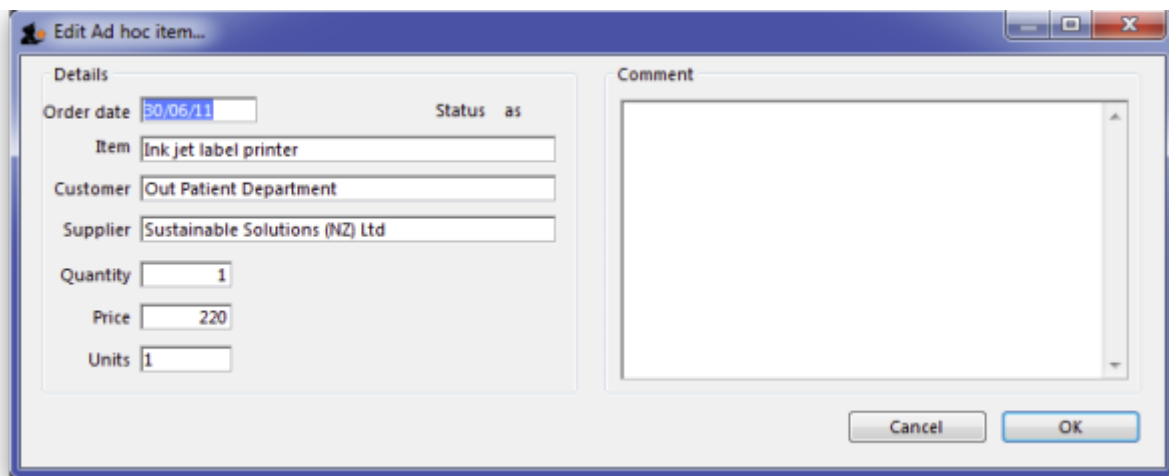 Edit Ad hoc item...
Details
Order date 30/06/11 Status as
Item Ink jet label printer
Customer Out Patient Department
Supplier Sustainable Solutions (NZ) Ltd
Quantity 1
Price 220
Units 1
Comment
Cancel OK